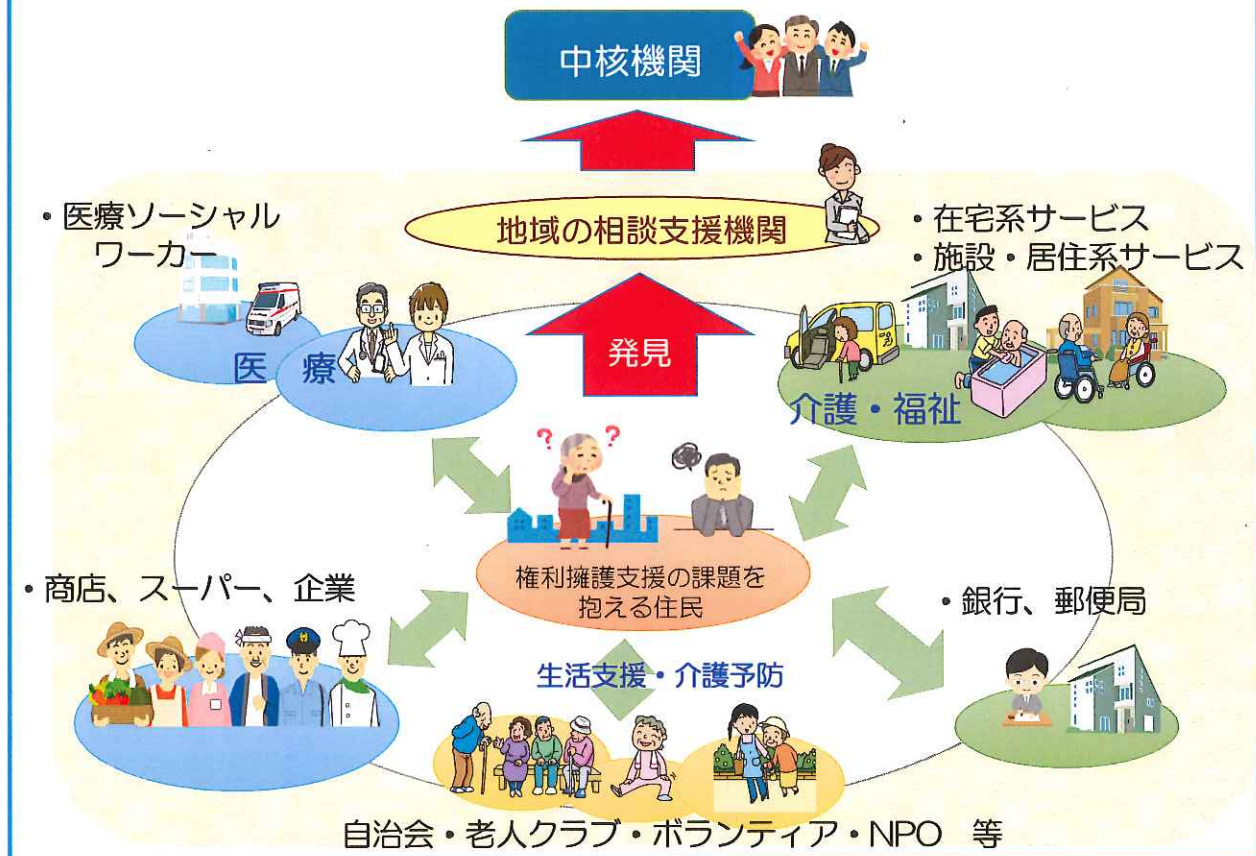 中核機関
地域の相談支援機関
・医療ソーシャル
ワーカー
・在宅系サービス
・施設・居住系サービス
発見
医 療
介護・福祉
? ?
権利擁護支援の課題を
抱える住民
・商店、スーパー、企業
・銀行、郵便局
生活支援・介護予防
自治会・老人クラブ・ボランティア・NPO 等